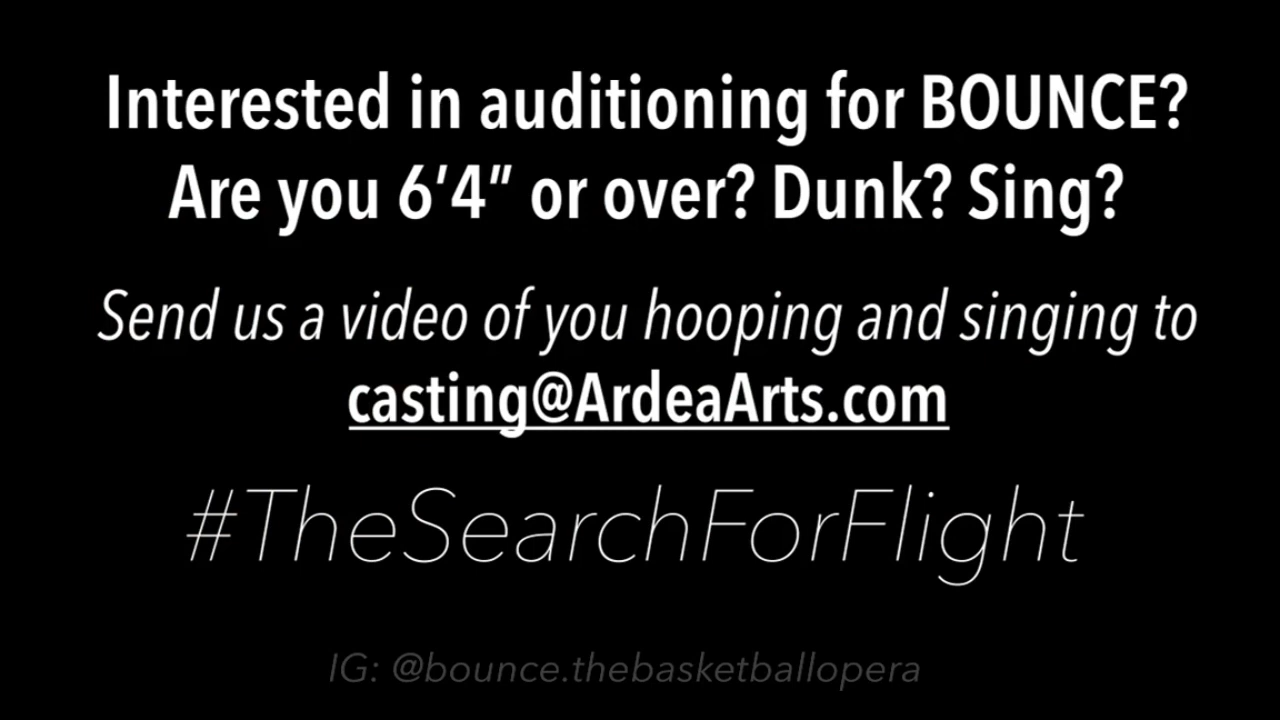 Interested in auditioning for BOUNCE?
Are you 6’4” or over? Dunk? Sing?
Send us a video of you hooping and singing to
casting@ArdeaArts.com
#TheSearchForFlight
IG: @bounce.thebasketballopera